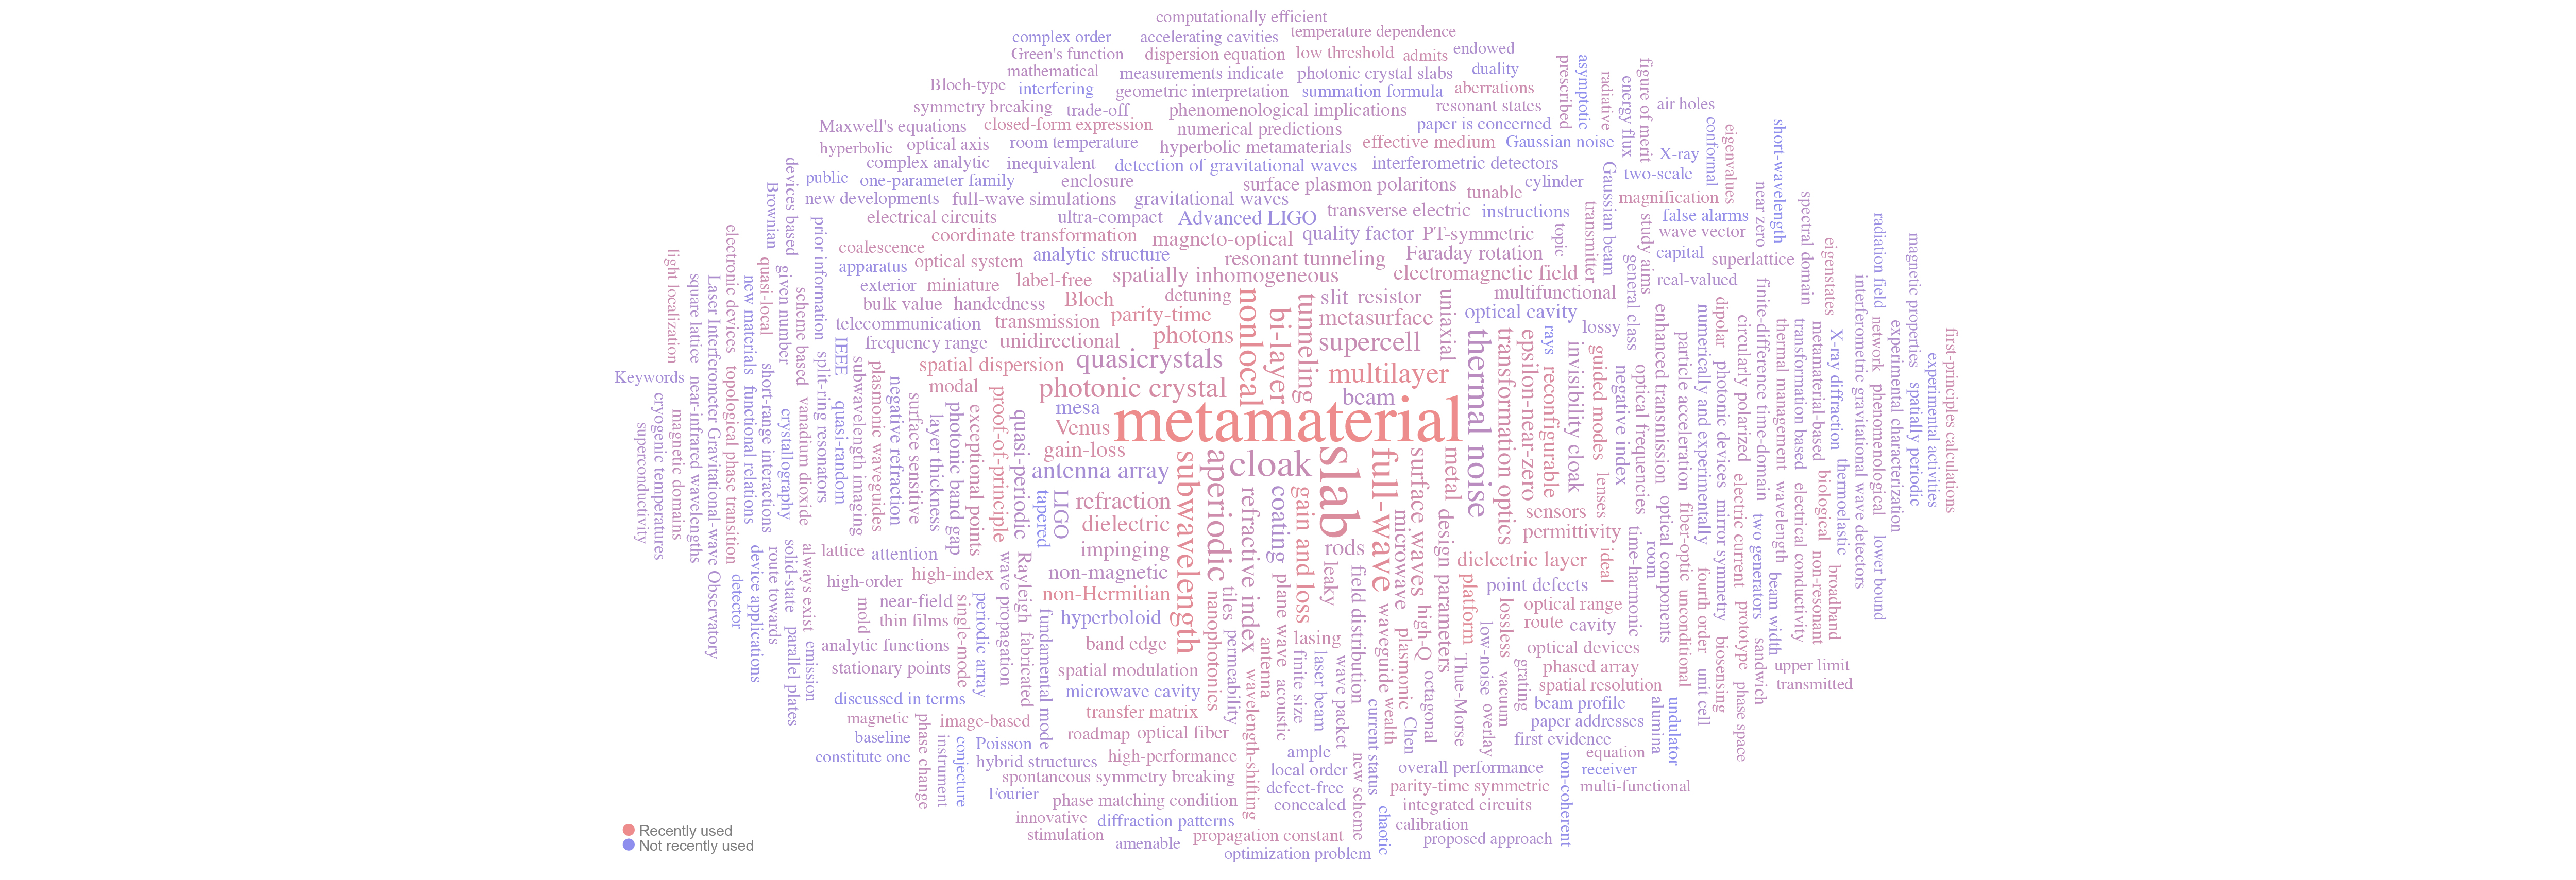 computationally efficient
complex order
accelerating cavities
temperature dependence
Green's function
dispersion equation
low threshold
admits
endowed
mathematical
measurements indicate
photonic crystal slabs
duality
Bloch-type
interfering
geometric interpretation
summation formula
aberrations
prescribed
asymptotic
radiative
energy flux
figure of merit
symmetry breaking
trade-off
phenomenological implications
resonant states
air holes
Maxwell's equations
closed-form expression
numerical predictions
paper is concerned
hyperbolic
optical axis
room temperature
hyperbolic metamaterials
effective medium
Gaussian noise
X-ray
conformal
eigenvalues
short-wavelength
complex analytic
inequivalent
detection of gravitational waves
interferometric detectors
Gaussian beam
two-scale
devices based
public
one-parameter family
enclosure
surface plasmon polaritons
tunable
cylinder
magnification
near zero
Brownian
new developments
full-wave simulations
gravitational waves
transmitter
spectral domain
electrical circuits
ultra-compact
Advanced LIGO
transverse electric
instructions
study aims
false alarms
prior information
coordinate transformation
magneto-optical
quality factor
PT-symmetric
topic
wave vector
radiation field
magnetic properties
electronic devices
coalescence
analytic structure
resonant tunneling
Faraday rotation
general class
capital
superlattice
eigenstates
light localization
quasi-local
given number
apparatus
optical system
spatially inhomogeneous
electromagnetic field
real-valued
square lattice
Laser Interferometer Gravitational-wave Observatory
new materials
scheme based
exterior
miniature
label-free
multifunctional
finite-difference time-domain
interferometric gravitational wave detectors
bulk value
handedness
Bloch
detuning
nonlocal
bi-layer
tunneling
slit
resistor
uniaxial
optical cavity
enhanced transmission
numerically and experimentally
dipolar
circularly polarized
thermal management
transformation based
metamaterial-based
X-ray diffraction
network
experimental characterization
first-principles calculations
telecommunication
transmission
parity-time
metasurface
lossy
particle acceleration
IEEE
frequency range
unidirectional
photons
supercell
thermal noise
transformation optics
epsilon-near-zero
rays
invisibility cloak
guided modes
split-ring resonators
subwavelength imaging
plasmonic waveguides
spatial dispersion
quasicrystals
multilayer
reconfigurable
negative index
optical frequencies
photonic devices
experimental activities
Keywords
near-infrared wavelengths
topological phase transition
functional relations
short-range interactions
vanadium dioxide
negative refraction
modal
photonic crystal
beam
phenomenological
spatially periodic
cryogenic temperatures
magnetic domains
superconductivity
crystallography
quasi-random
surface sensitive
layer thickness
photonic band gap
exceptional points
proof-of-principle
quasi-periodic
mesa
metamaterial
Venus
gain-loss
antenna array
subwavelength
aperiodic
cloak
slab
full-wave
surface waves
metal
lenses
thermoelastic
biological
electric current
wavelength
electrical conductivity
mirror symmetry
two generators
tapered
LIGO
refraction
refractive index
coating
gain and loss
microwave
design parameters
sensors
optical components
fiber-optic
dielectric
permittivity
time-harmonic
room
lower bound
solid-state
always exist
lattice
attention
impinging
rods
dielectric layer
ideal
device applications
route towards
detector
high-order
high-index
wave propagation
Rayleigh
non-magnetic
leaky
field distribution
platform
point defects
unconditional
fourth order
beam width
non-resonant
broadband
mold
near-field
single-mode
periodic array
non-Hermitian
nanophotonics
tiles
plane wave
waveguide
lossless
optical range
prototype
parallel plates
emission
thin films
fundamental mode
fabricated
hyperboloid
permeability
plasmonic
high-Q
low-noise
route
cavity
analytic functions
band edge
antenna
lasing
laser beam
wave packet
Thue-Morse
grating
optical devices
biosensing
sandwich
stationary points
spatial modulation
wavelength-shifting
acoustic
finite size
octagonal
vacuum
phased array
unit cell
phase space
upper limit
discussed in terms
microwave cavity
current status
wealth
overlay
spatial resolution
transmitted
magnetic
phase change
image-based
transfer matrix
Chen
beam profile
alumina
undulator
baseline
instrument
conjecture
Poisson
roadmap
optical fiber
paper addresses
constitute one
hybrid structures
high-performance
ample
new scheme
first evidence
equation
spontaneous symmetry breaking
local order
overall performance
non-coherent
receiver
Fourier
phase matching condition
defect-free
parity-time symmetric
multi-functional
concealed
chaotic
integrated circuits
innovative
diffraction patterns
calibration
stimulation
propagation constant
proposed approach
amenable
optimization problem
Recently used
Not recently used